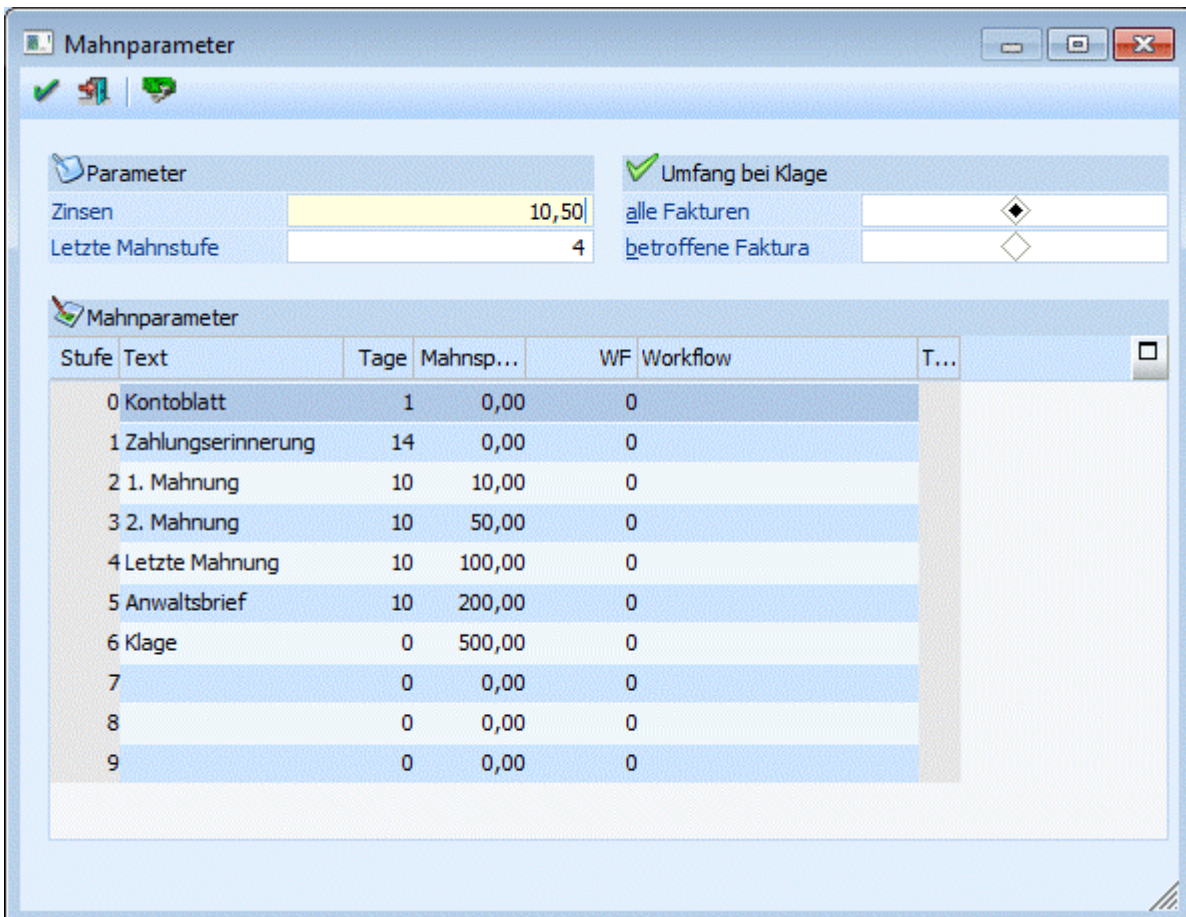 Mahnparameter
Parameter
Umfang bei Klage
Zinsen 10,50 alle Fakturen
Letzte Mahnstufe 4 betroffene Faktura
Mahnparameter
Stufe Text Tage Mahnsp... WF Workflow T...
0 Kontoblatt 1 0,00 0
1 Zahlungserinnerung 14 0,00 0
2 1. Mahnung 10 10,00 0
3 2. Mahnung 10 50,00 0
4 Letzte Mahnung 10 100,00 0
5 Anwaltsbrief 10 200,00 0
6 Klage 0 500,00 0
7 0 0,00 0
8 0 0,00 0
9 0 0,00 0